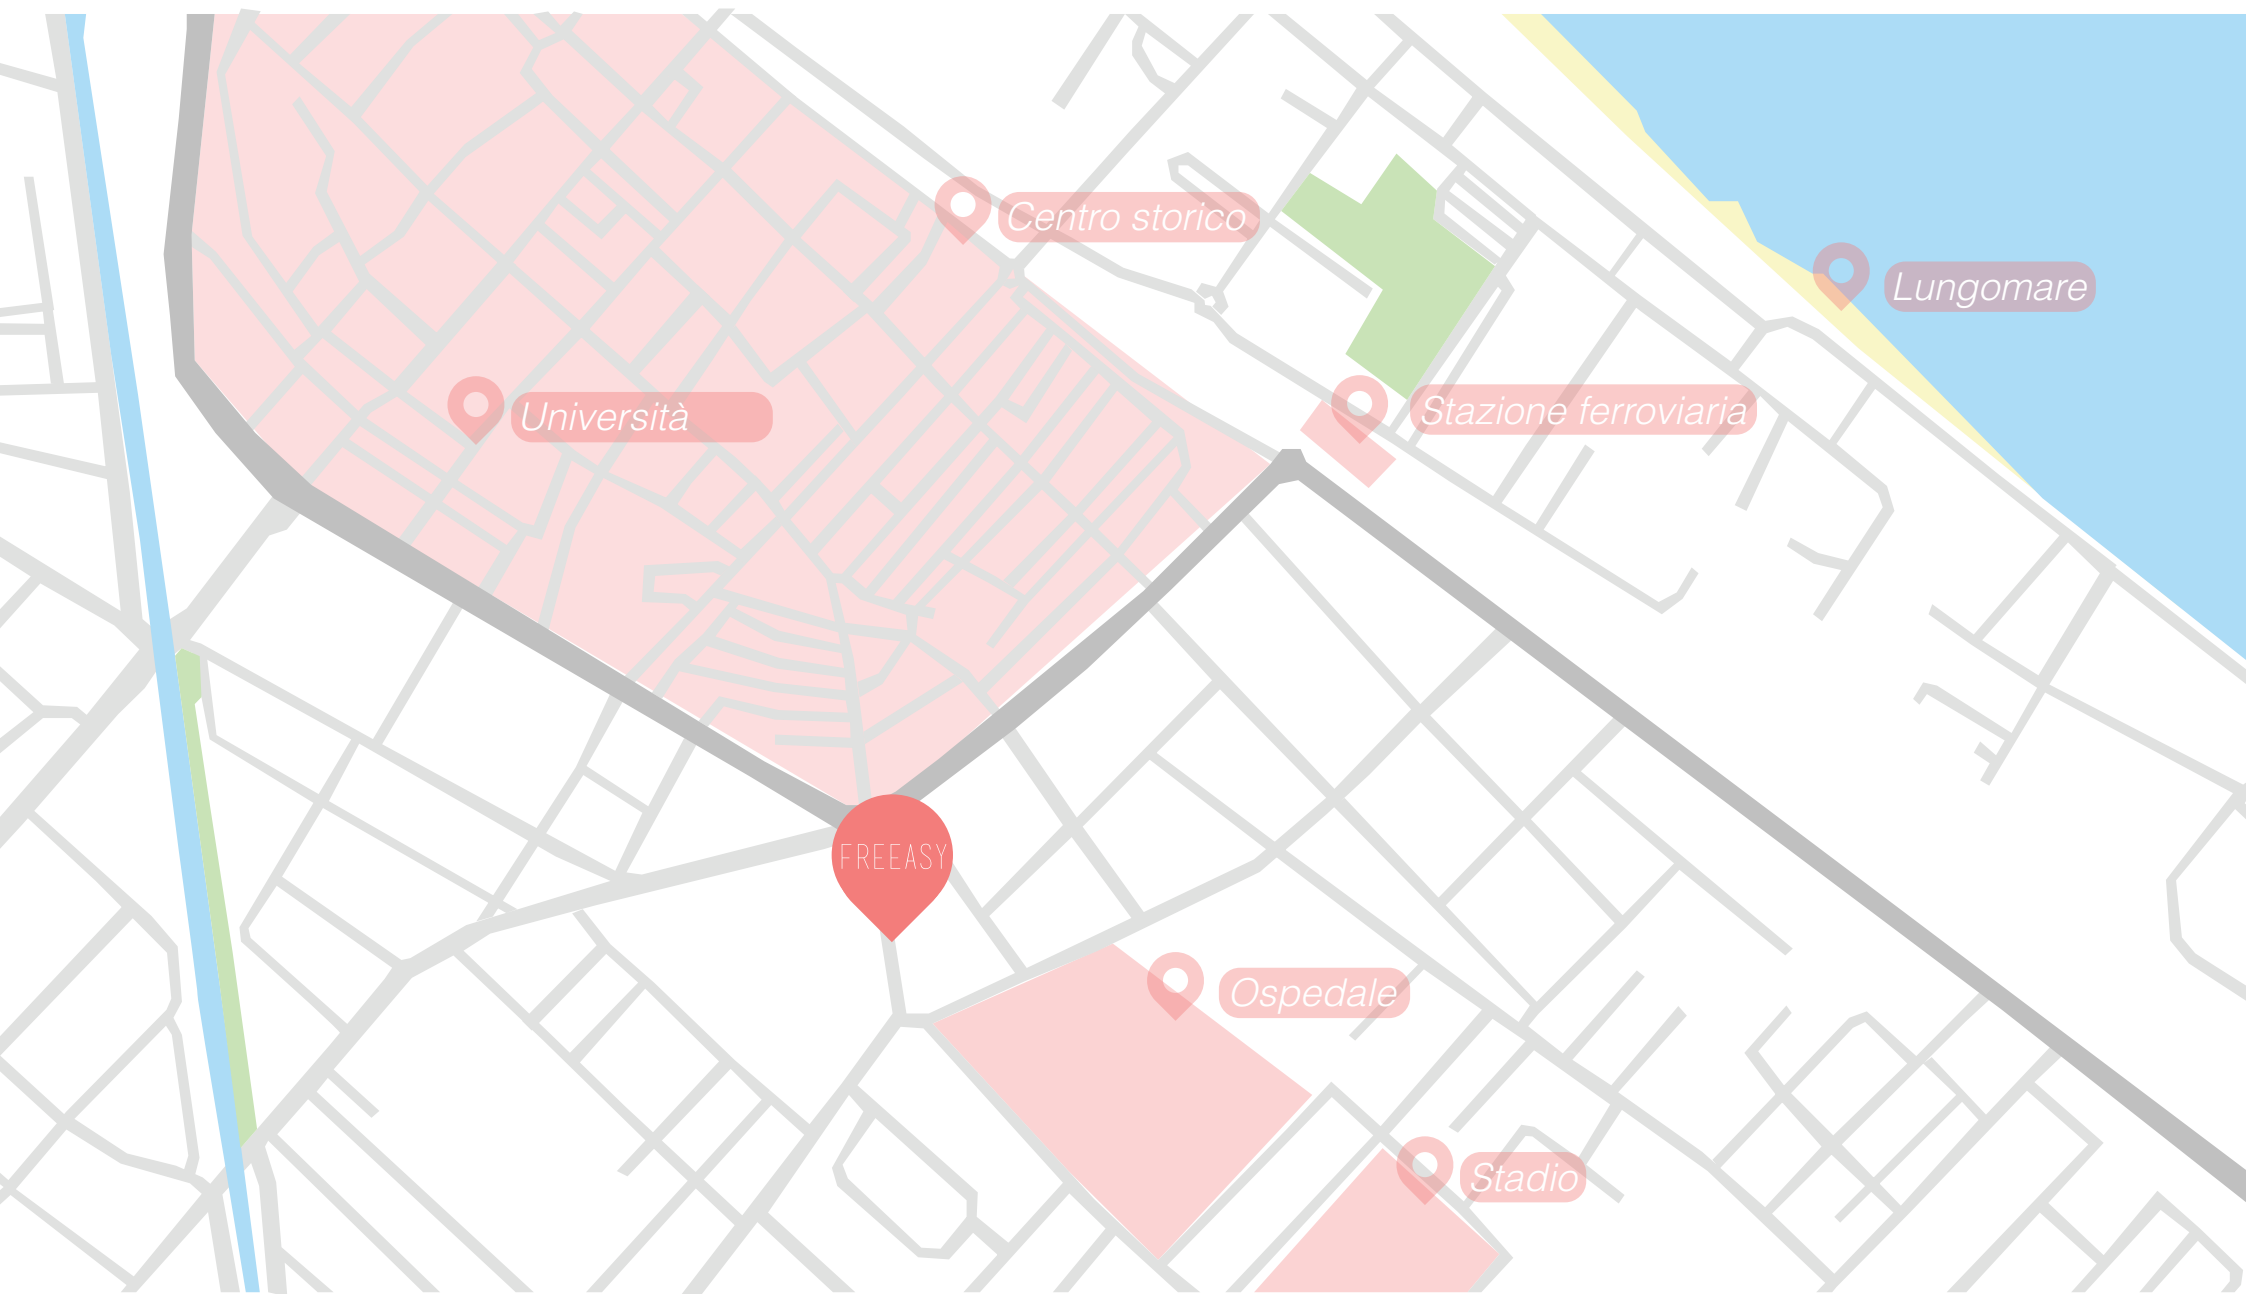 Centro storico
Lungomare
Stazione ferroviaria
Università
FREEASY
Ospedale
Stadio